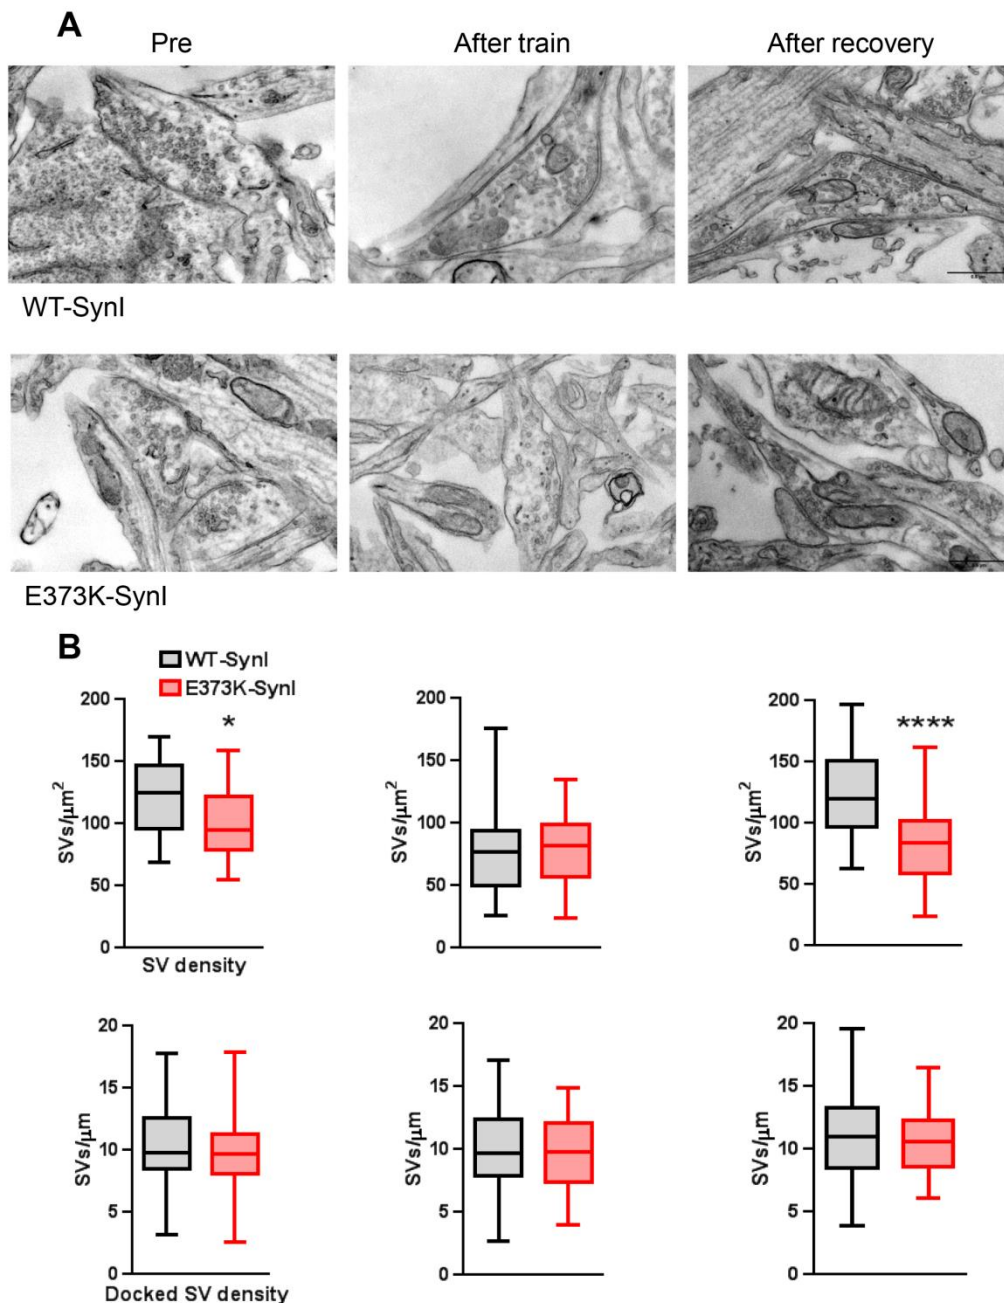 A
Pre After train After recovery
WT-SynI
E373K-SynI
B
WT-SynI
E373K-SynI
200
150
100
50
0
SVs/μm²
*
SV density
200
150
100
50
0
SVs/μm²
200
150
100
50
0
SVs/μm²
****
20
15
10
5
0
SVs/μm
Docked SV density
20
15
10
5
0
SVs/μm
20
15
10
5
0
SVs/μm